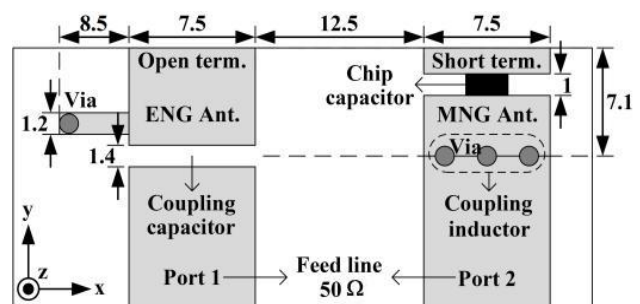 8.5 7.5 12.5 7.5
Open term. Short term.
Chip
capacitor
1
7.1
Via
1.2
ENG Ant. MNG Ant.
Via
1.4
Coupling
capacitor
Coupling
inductor
y
z x
Port 1 Feed line
50 Ω
Port 2